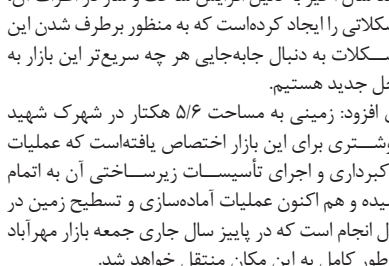 مشکلاتی را ایجاد کرده‌است که به منظور برطرف شدن این
مشکلات به دنبال جابه‌جایی هر چه سریع‌تر این بازار به
محل جدید هستیم.
افزود: زمینی به مساحت ۵/۶ هکتار در شهرک شهید
شوشتری برای این بازار اختصاص یافته‌است که عملیات
خاکبرداری و اجرای تأسیسات زیرساختی آن به اتمام
رسیده و هم اکنون عملیات آماده‌سازی و تسطیح زمین در
حال انجام است که در پاییز سال جاری جمعه بازار مهرآباد
طور کامل به این مکان منتقل خواهد شد.